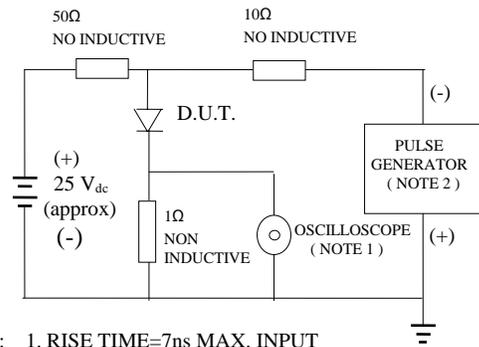 50Ω
NO INDUCTIVE
10Ω
NO INDUCTIVE
(-)
D.U.T.
PULSE
GENERATOR
( NOTE 2 )
(+)
25 Vdc
(approx)
(-)
1Ω
NON
INDUCTIVE
OSCILLOSCOPE
( NOTE 1 )
(+)
: 1. RISE TIME=7ns MAX. INPUT